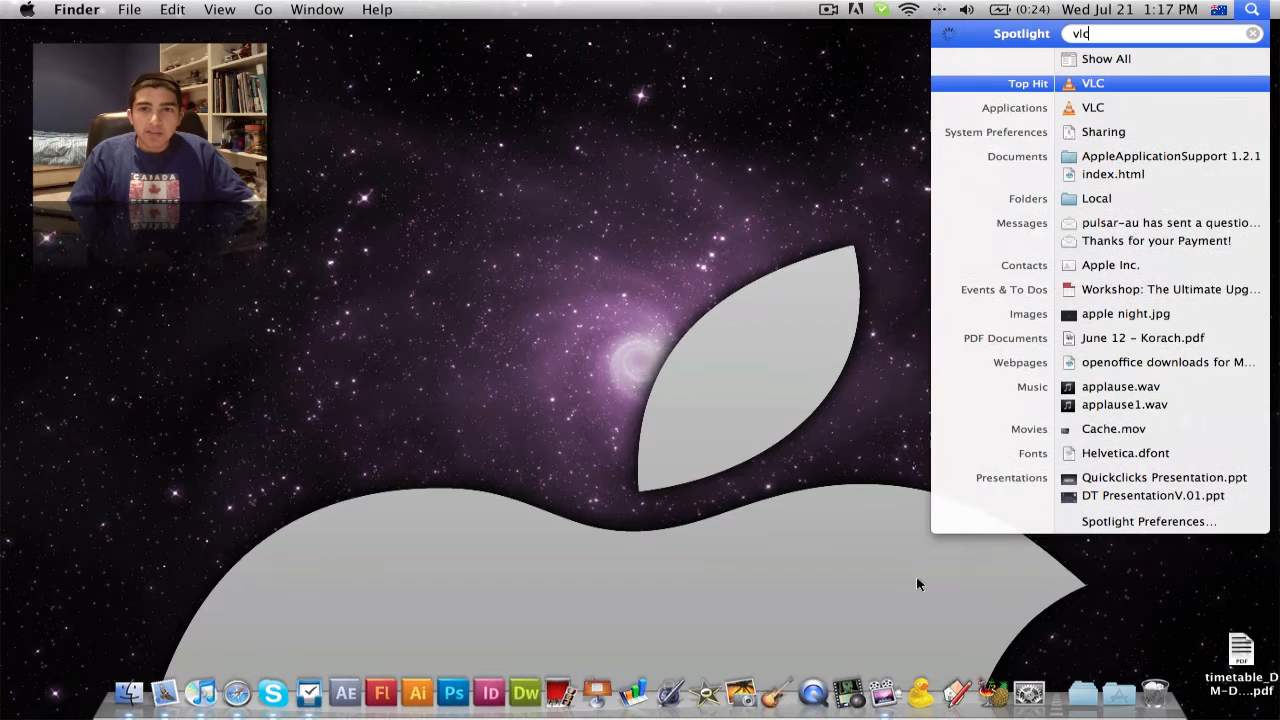 Finder File Edit View Go Window Help (0:24) Wed Jul 21 1:17 PM
Spotlight vlc
Show All
Top Hit VLC
Applications VLC
System Preferences Sharing
Documents AppleApplicationSupport 1.2.1
index.html
Folders Local
Messages pulsar-au has sent a questio...
Thanks for your Payment!
Contacts Apple Inc.
Events & To Dos Workshop: The Ultimate Upg...
Images apple night.jpg
PDF Documents June 12 - Korach.pdf
Webpages openoffice downloads for M...
Music applause.wav
applause1.wav
Movies Cache.mov
Fonts Helvetica.dfont
Presentations Quickclicks Presentation.ppt
DT PresentationV.01.ppt
Spotlight Preferences...
CANADA
PDF
timetable_D
M-D....pdf
AE Fl Ai Ps Id Dw